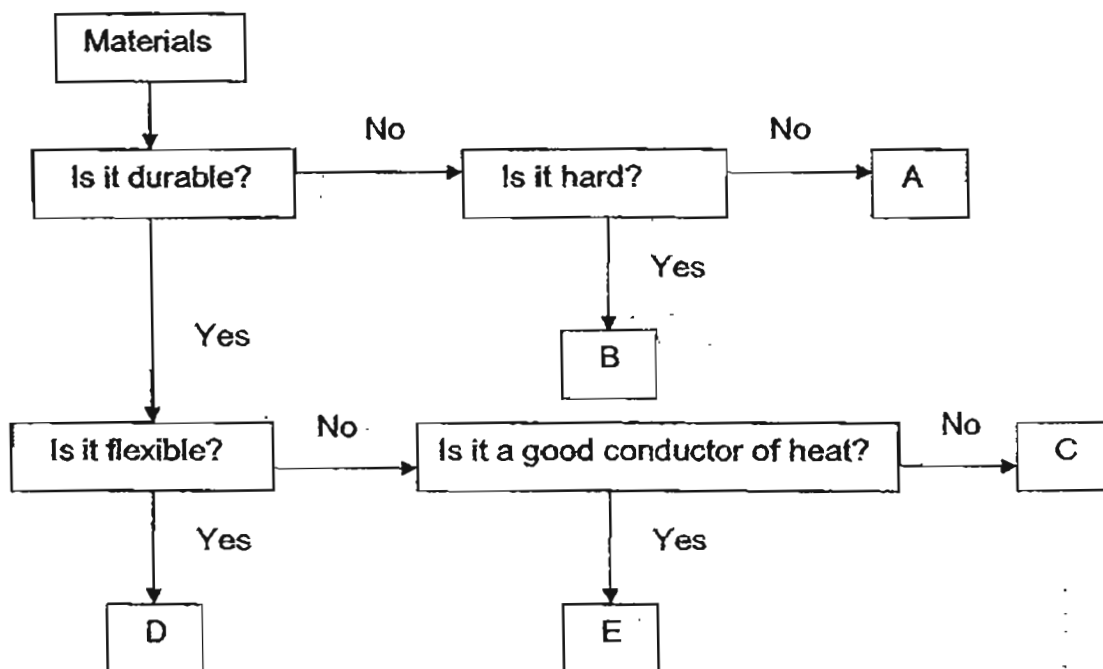 Materials
No
No
Is it durable?
Is it hard?
A
Yes
Yes
B
No
No
Is it flexible?
Is it a good conductor of heat?
C
Yes
Yes
D
E